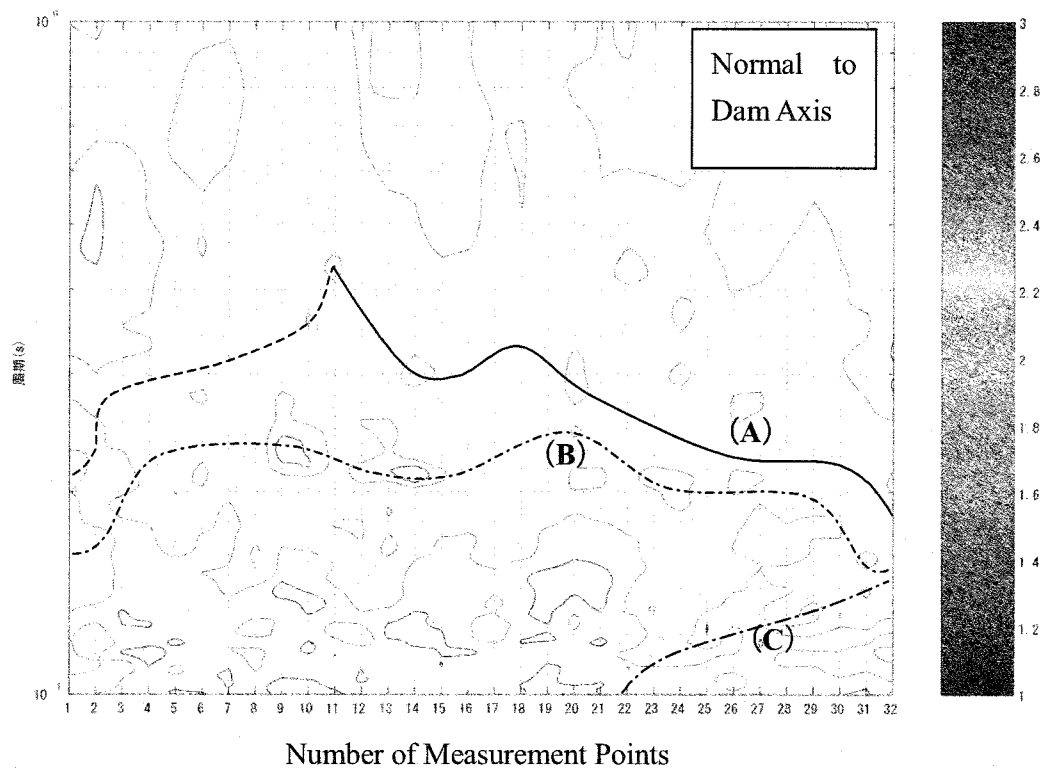 10
Normal to
Dam Axis
周期(s)
(A)
(B)
(C)
10
1 2 3 4 5 6 7 8 9 10 11 12 13 14 15 16 17 18 19 20 21 22 23 24 25 26 27 28 29 30 31 32
Number of Measurement Points
3
2.8
2.6
2.4
2.2
2
1.8
1.6
1.4
1.2
1